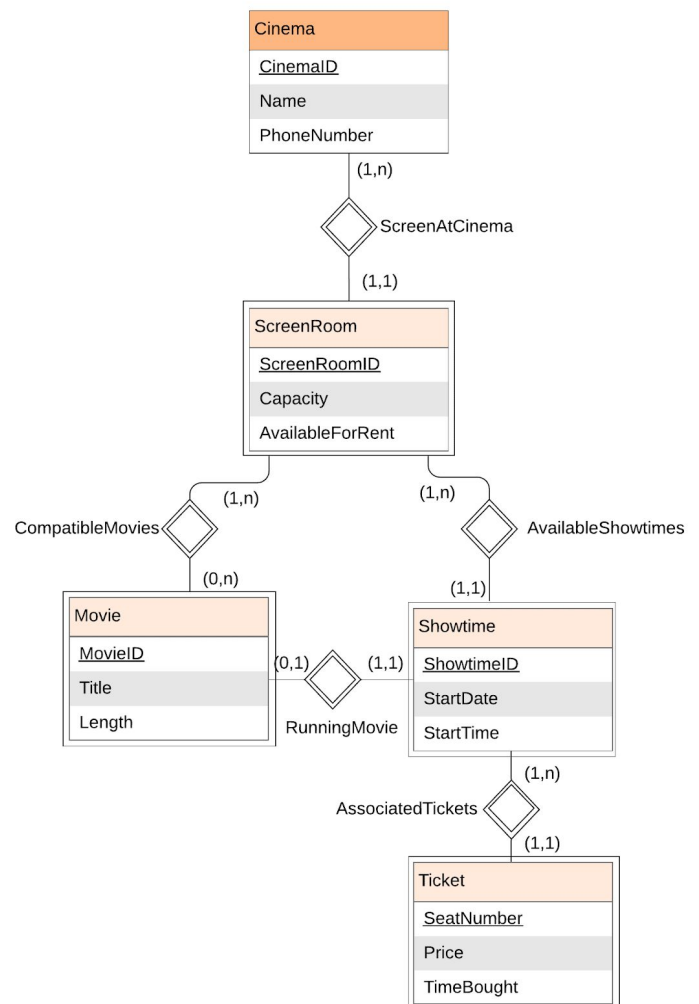 Cinema
CinemaID
Name
PhoneNumber
(1,n)
ScreenAtCinema
(1,1)
ScreenRoom
ScreenRoomID
Capacity
AvailableForRent
(1,n)
(1,n)
CompatibleMovies
AvailableShowtimes
(0,n)
(1,1)
Movie
MovieID
Title
Length
(0,1)
(1,1)
RunningMovie
Showtime
ShowtimeID
StartDate
StartTime
(1,n)
AssociatedTickets
(1,1)
Ticket
SeatNumber
Price
TimeBought